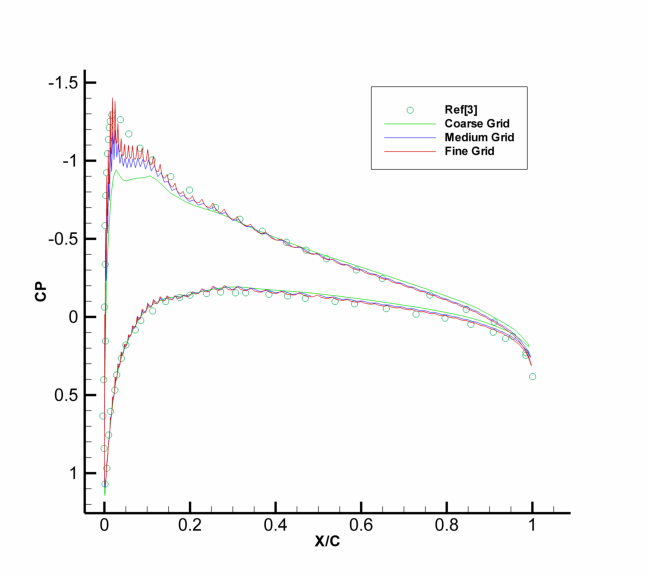 -1.5
-1
-0.5
0
0.5
1
CP
Ref[3]
Coarse Grid
Medium Grid
Fine Grid
0
0.2
0.4
0.6
0.8
1
X/C